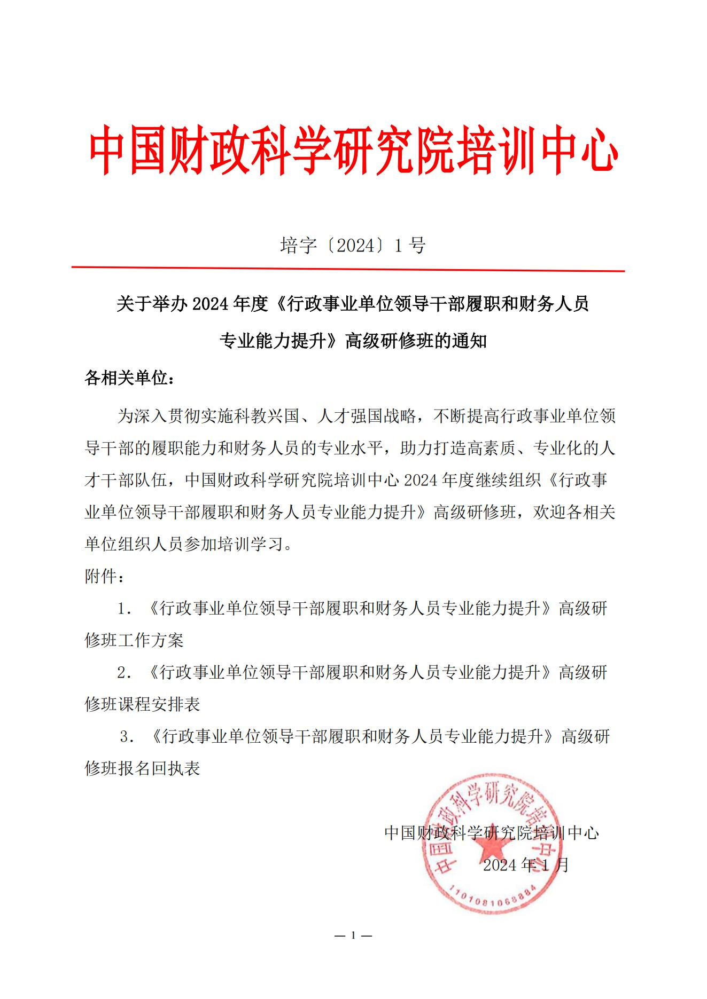 中国财政科学研究院培训中心
培字〔2024〕1 号
关于举办 2024 年度《行政事业单位领导干部履职和财务人员
专业能力提升》高级研修班的通知
各相关单位：
为深入贯彻实施科教兴国、人才强国战略，不断提高行政事业单位领
导干部的履职能力和财务人员的专业水平，助力打造高素质、专业化的人
才干部队伍，中国财政科学研究院培训中心 2024 年度继续组织《行政事
业单位领导干部履职和财务人员专业能力提升》高级研修班，欢迎各相关
单位组织人员参加培训学习。
附件：
1. 《行政事业单位领导干部履职和财务人员专业能力提升》高级研
修班工作方案
2. 《行政事业单位领导干部履职和财务人员专业能力提升》高级研
修班课程安排表
3. 《行政事业单位领导干部履职和财务人员专业能力提升》高级研
修班报名回执表
中国财政科学研究院培训中心
中国财政科学研究院培训中心
2024 年 1 月
1101081068884
— 1 —